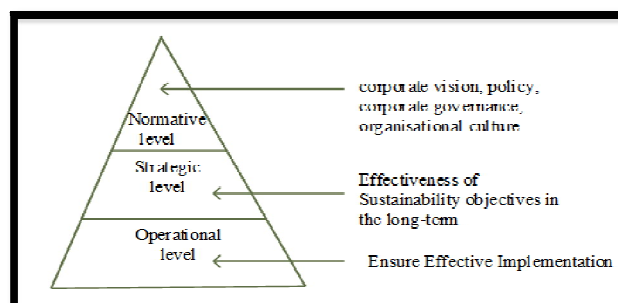 Normative
level
corporate vision, policy,
corporate governance,
organisational culture
Strategic
level
Effectiveness of
Sustainability objectives in
the long-term
Operational
level
Ensure Effective Implementation